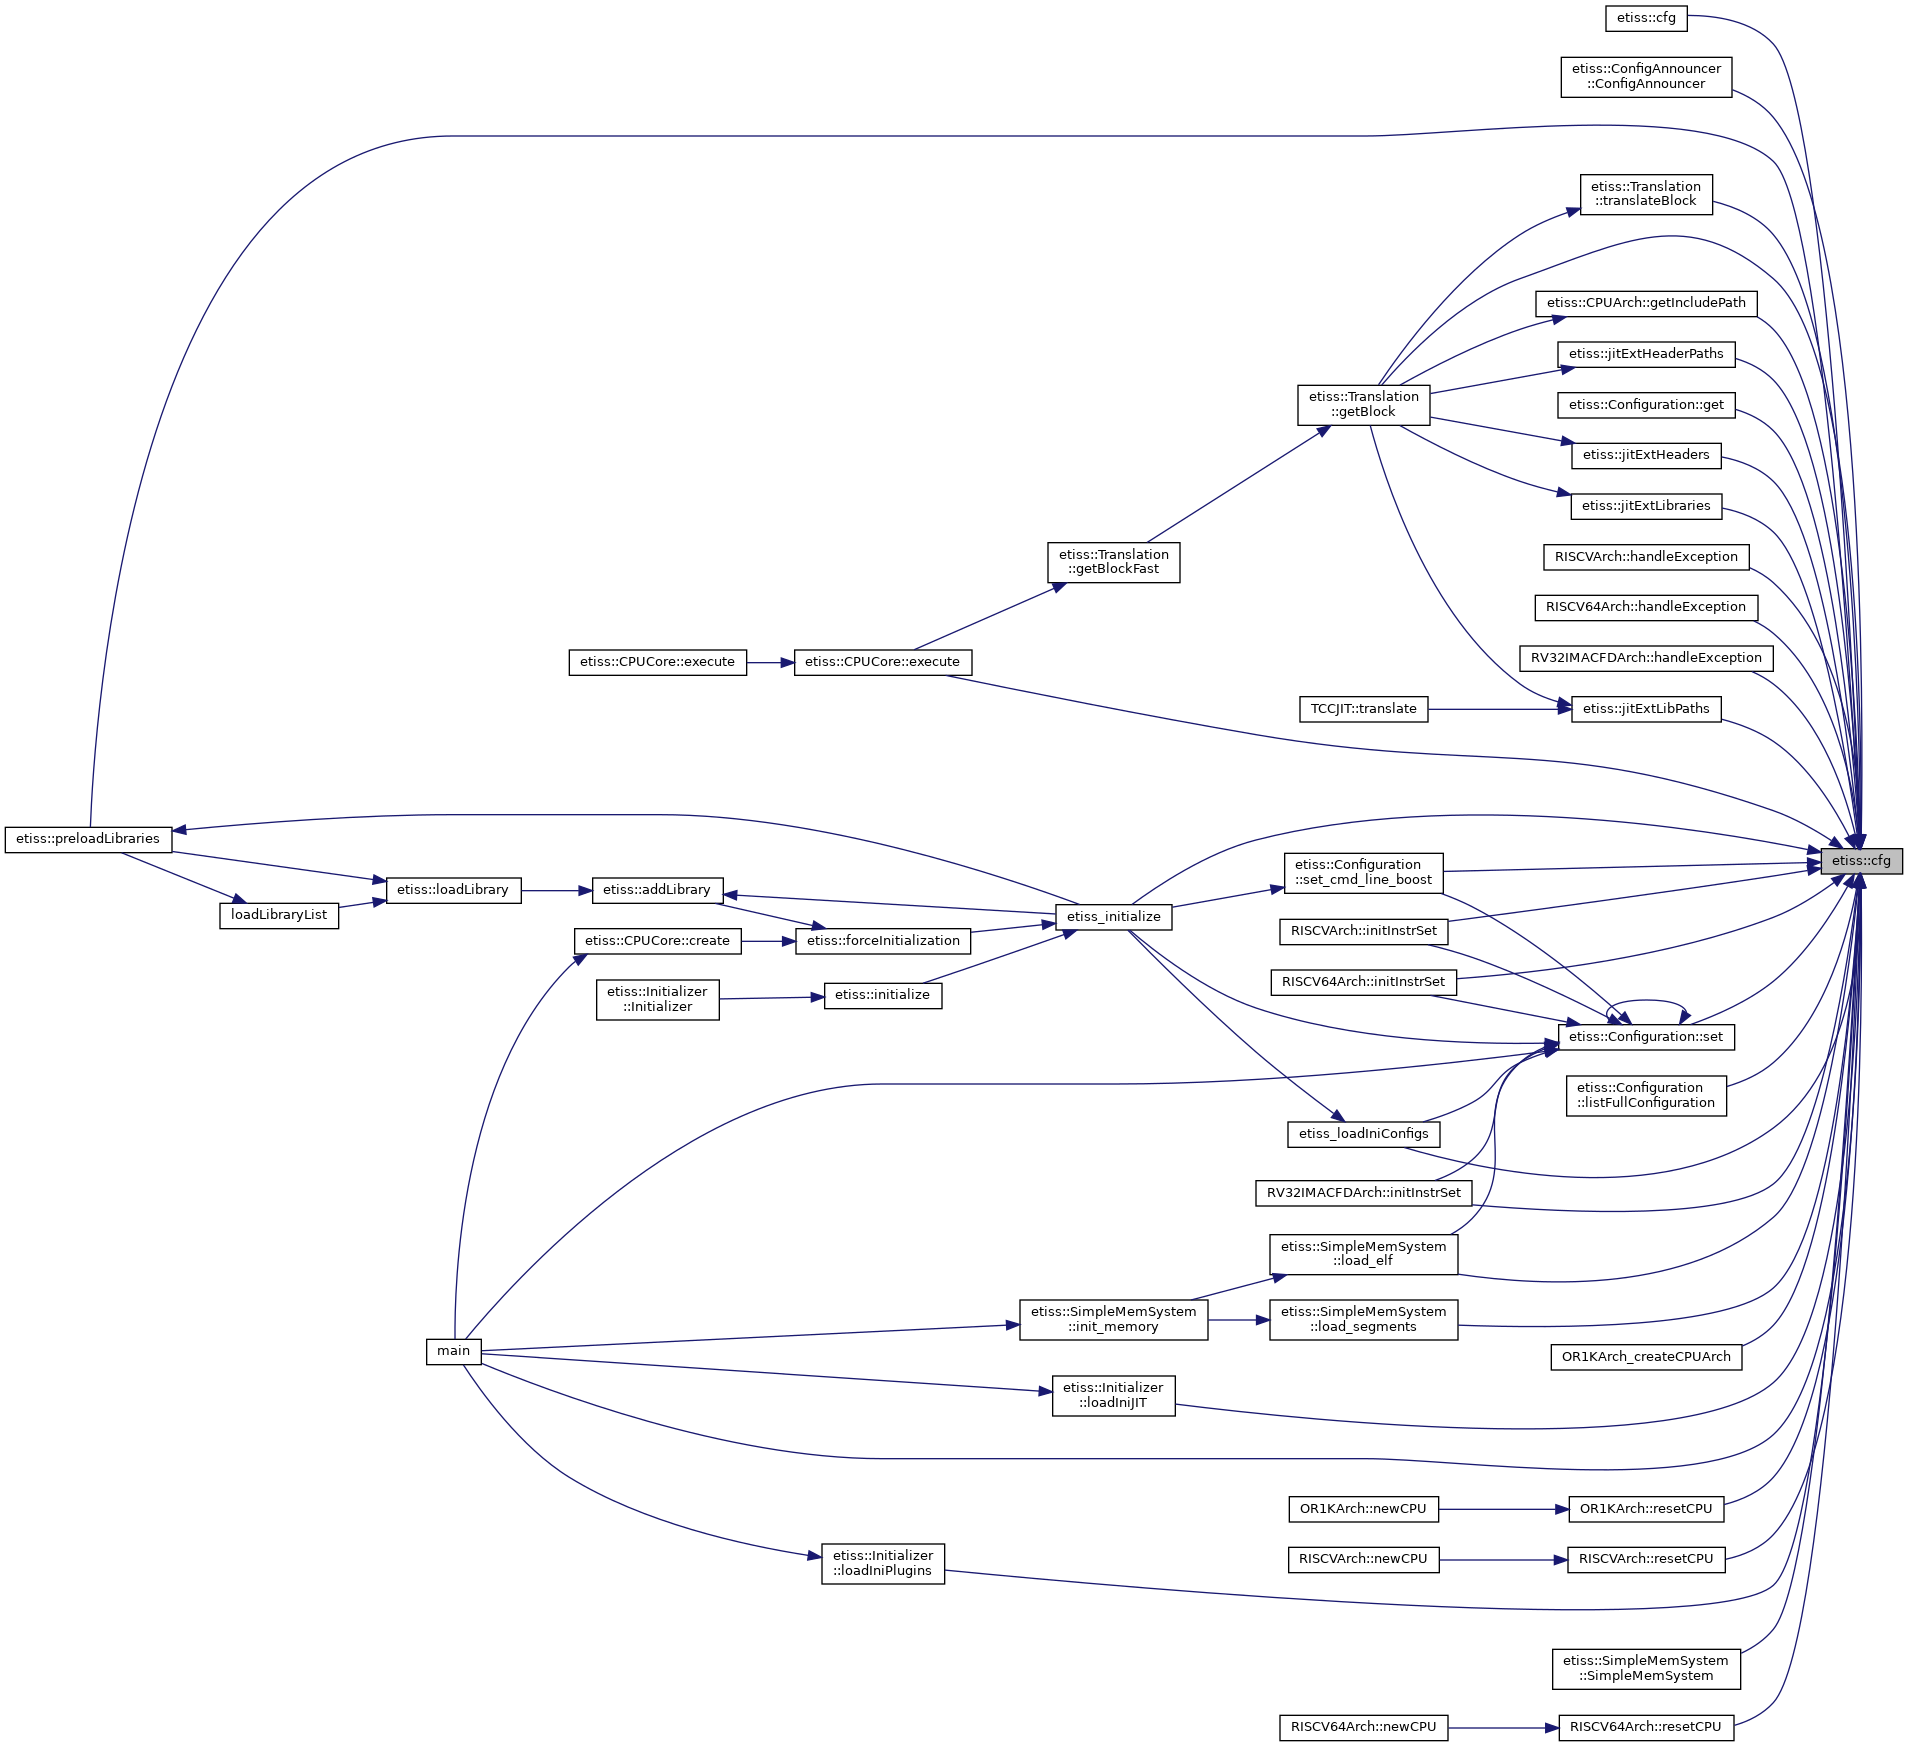 etiss::cfg
etiss::ConfigAnnouncer
::ConfigAnnouncer
etiss::Translation
::translateBlock
etiss::CPUArch::getIncludePath
etiss::jitExtHeaderPaths
etiss::Translation
::getBlock
etiss::Configuration::get
etiss::jitExtHeaders
etiss::jitExtLibraries
etiss::Translation
::getBlockFast
RISCVArch::handleException
RISCV64Arch::handleException
etiss::CPUCore::execute
etiss::CPUCore::execute
RV32IMACFDArch::handleException
TCCJIT::translate
etiss::jitExtLibPaths
etiss::preloadLibraries
etiss::cfg
etiss::Configuration
::set_cmd_line_boost
etiss::loadLibrary
etiss::addLibrary
loadLibraryList
etiss_initialize
etiss::CPUCore::create
etiss::forceInitialization
RISCVArch::initInstrSet
RISCV64Arch::initInstrSet
etiss::Initializer
::Initializer
etiss::initialize
etiss::Configuration::set
etiss::Configuration
::listFullConfiguration
etiss_loadIniConfigs
RV32IMACFDArch::initInstrSet
etiss::SimpleMemSystem
::load_elf
etiss::SimpleMemSystem
::init_memory
etiss::SimpleMemSystem
::load_segments
main
OR1KArch_createCPUArch
etiss::Initializer
::loadIniJIT
OR1KArch::newCPU
OR1KArch::resetCPU
RISCVArch::newCPU
RISCVArch::resetCPU
etiss::Initializer
::loadIniPlugins
etiss::SimpleMemSystem
::SimpleMemSystem
RISCV64Arch::newCPU
RISCV64Arch::resetCPU